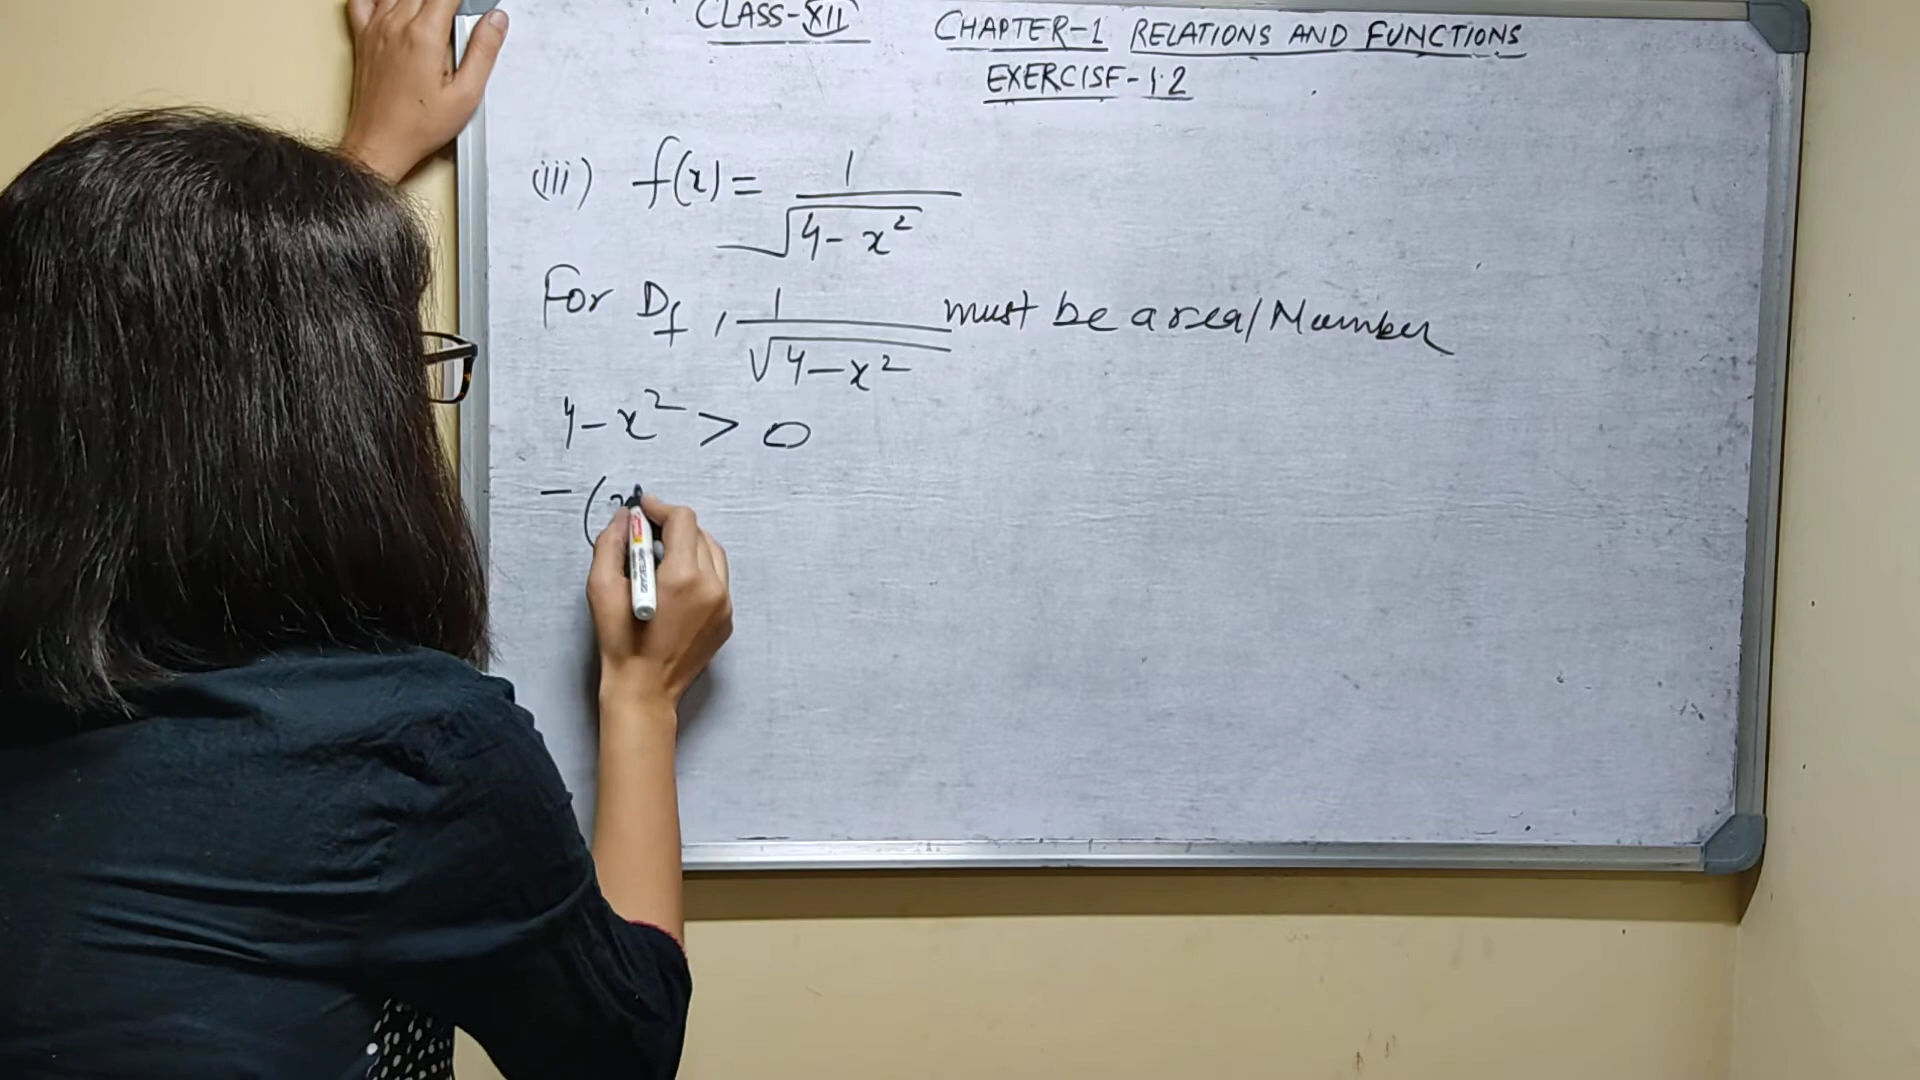 CLASS-XII
CHAPTER-1 RELATIONS AND FUNCTIONS
EXERCISE-1.2
(iii) f(x) = 1/√(4-x²)
For D_f, 1/√(4-x²) must be a real Number
4-x² > 0
-(x